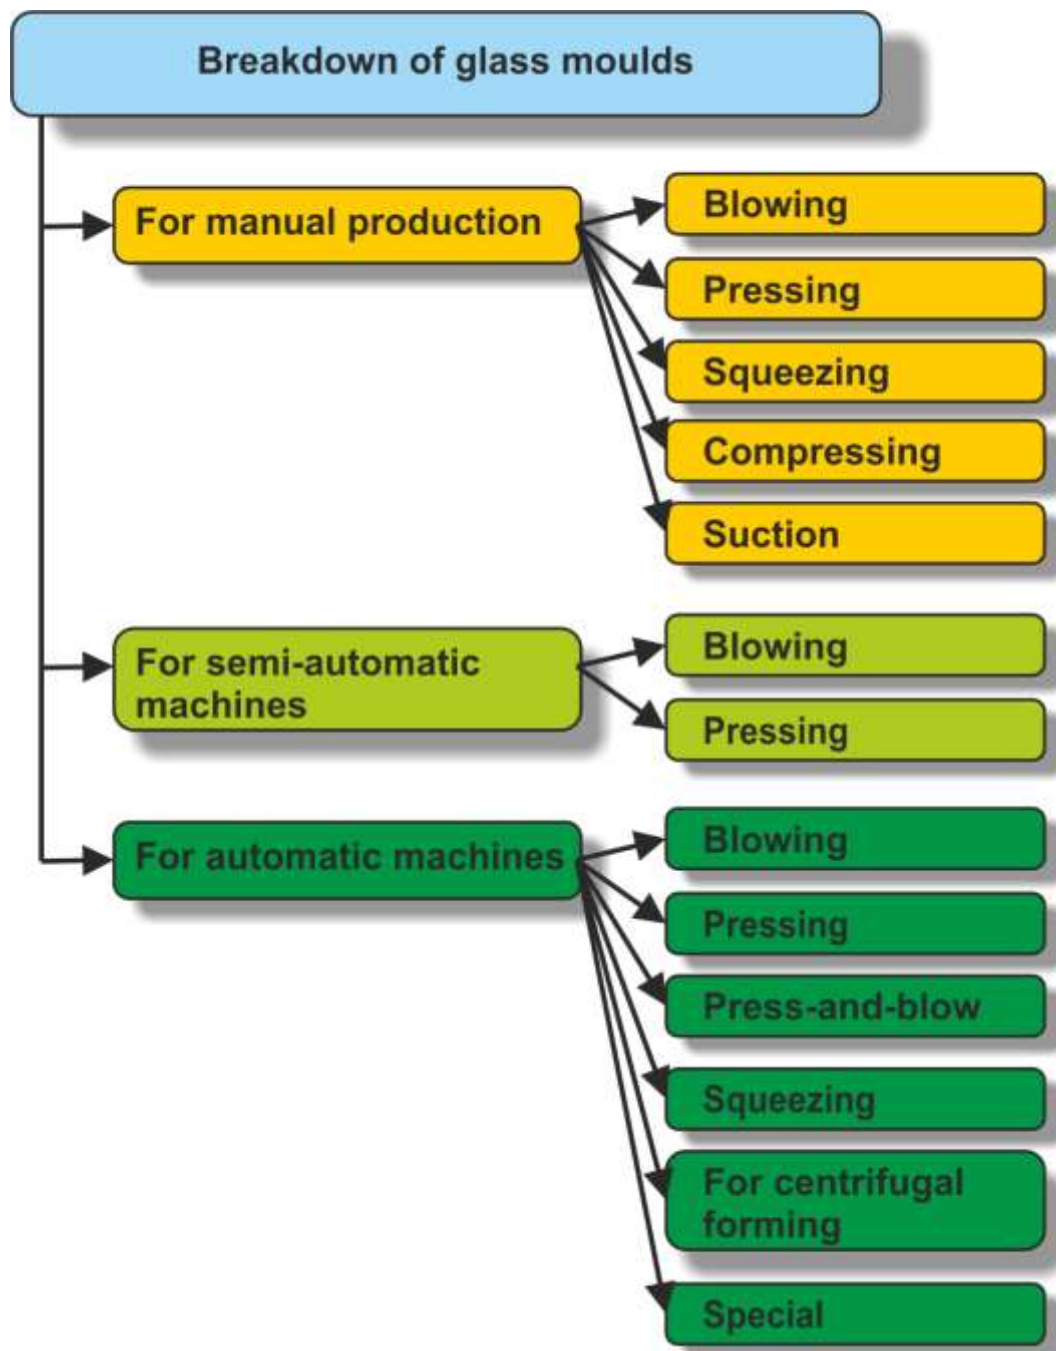 Breakdown of glass moulds
For manual production
Blowing
Pressing
Squeezing
Compressing
Suction
For semi-automatic
machines
Blowing
Pressing
For automatic machines
Blowing
Pressing
Press-and-blow
Squeezing
For centrifugal
forming
Special